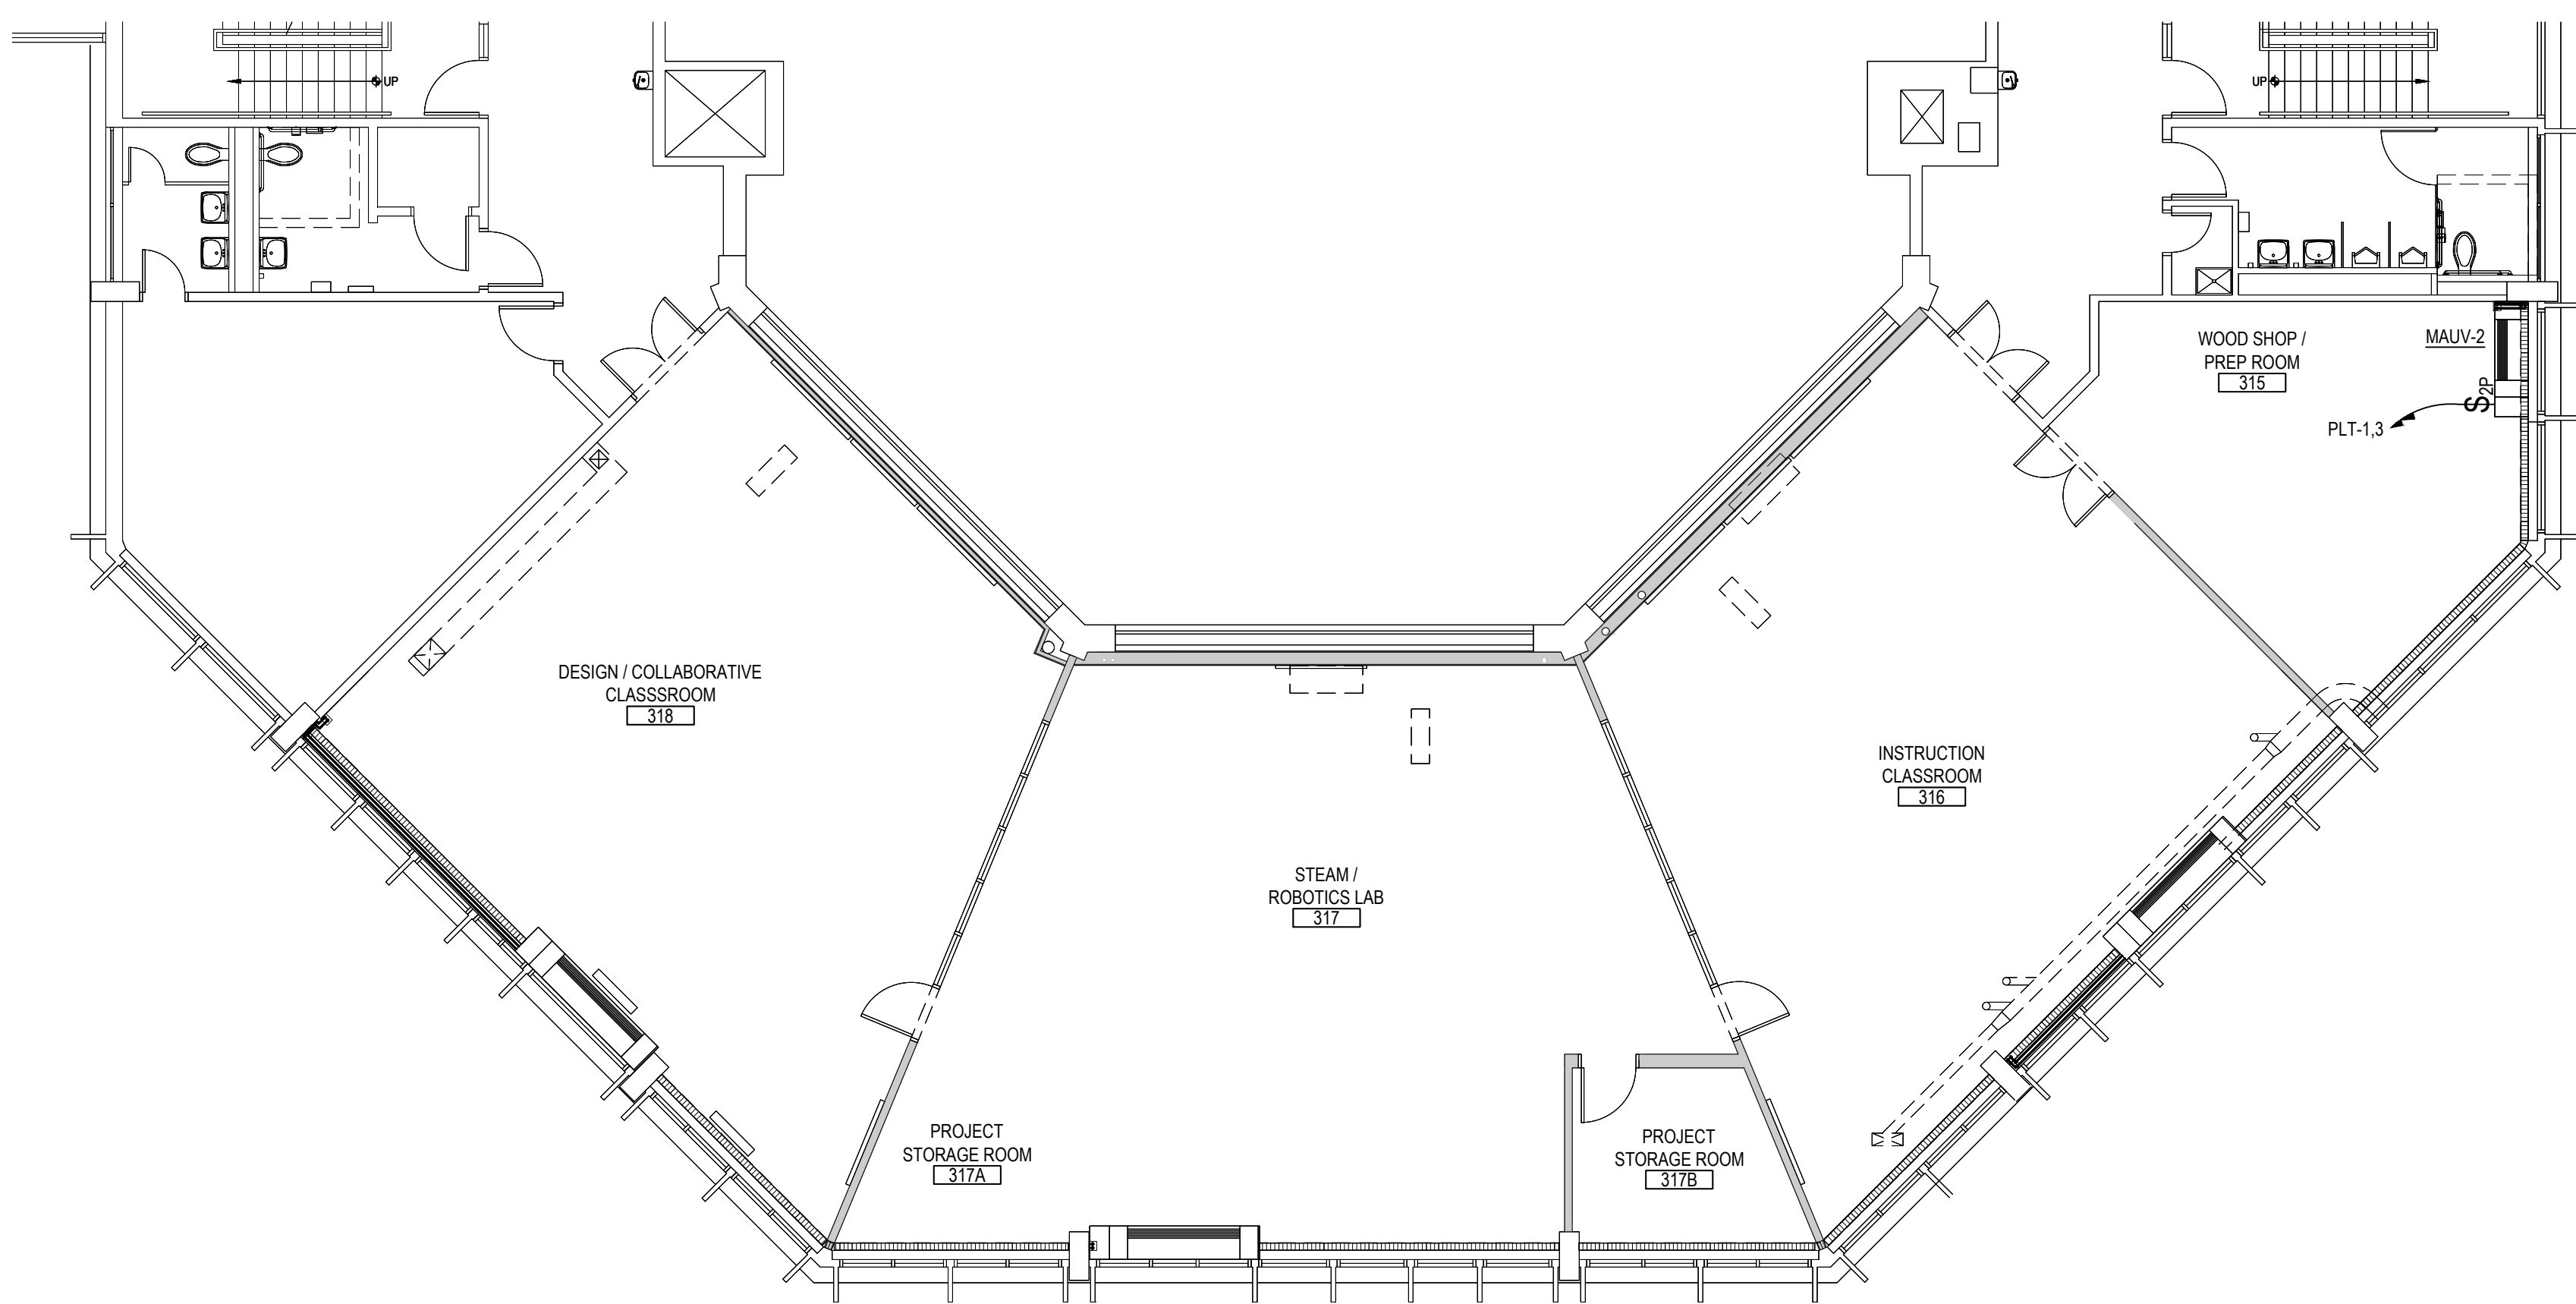 UP
UP
WOOD SHOP /
PREP ROOM
315
MAUV-2
S2P
PLT-1,3
DESIGN / COLLABORATIVE
CLASSSROOM
318
INSTRUCTION
CLASSROOM
316
STEAM /
ROBOTICS LAB
317
PROJECT
STORAGE ROOM
317A
PROJECT
STORAGE ROOM
317B